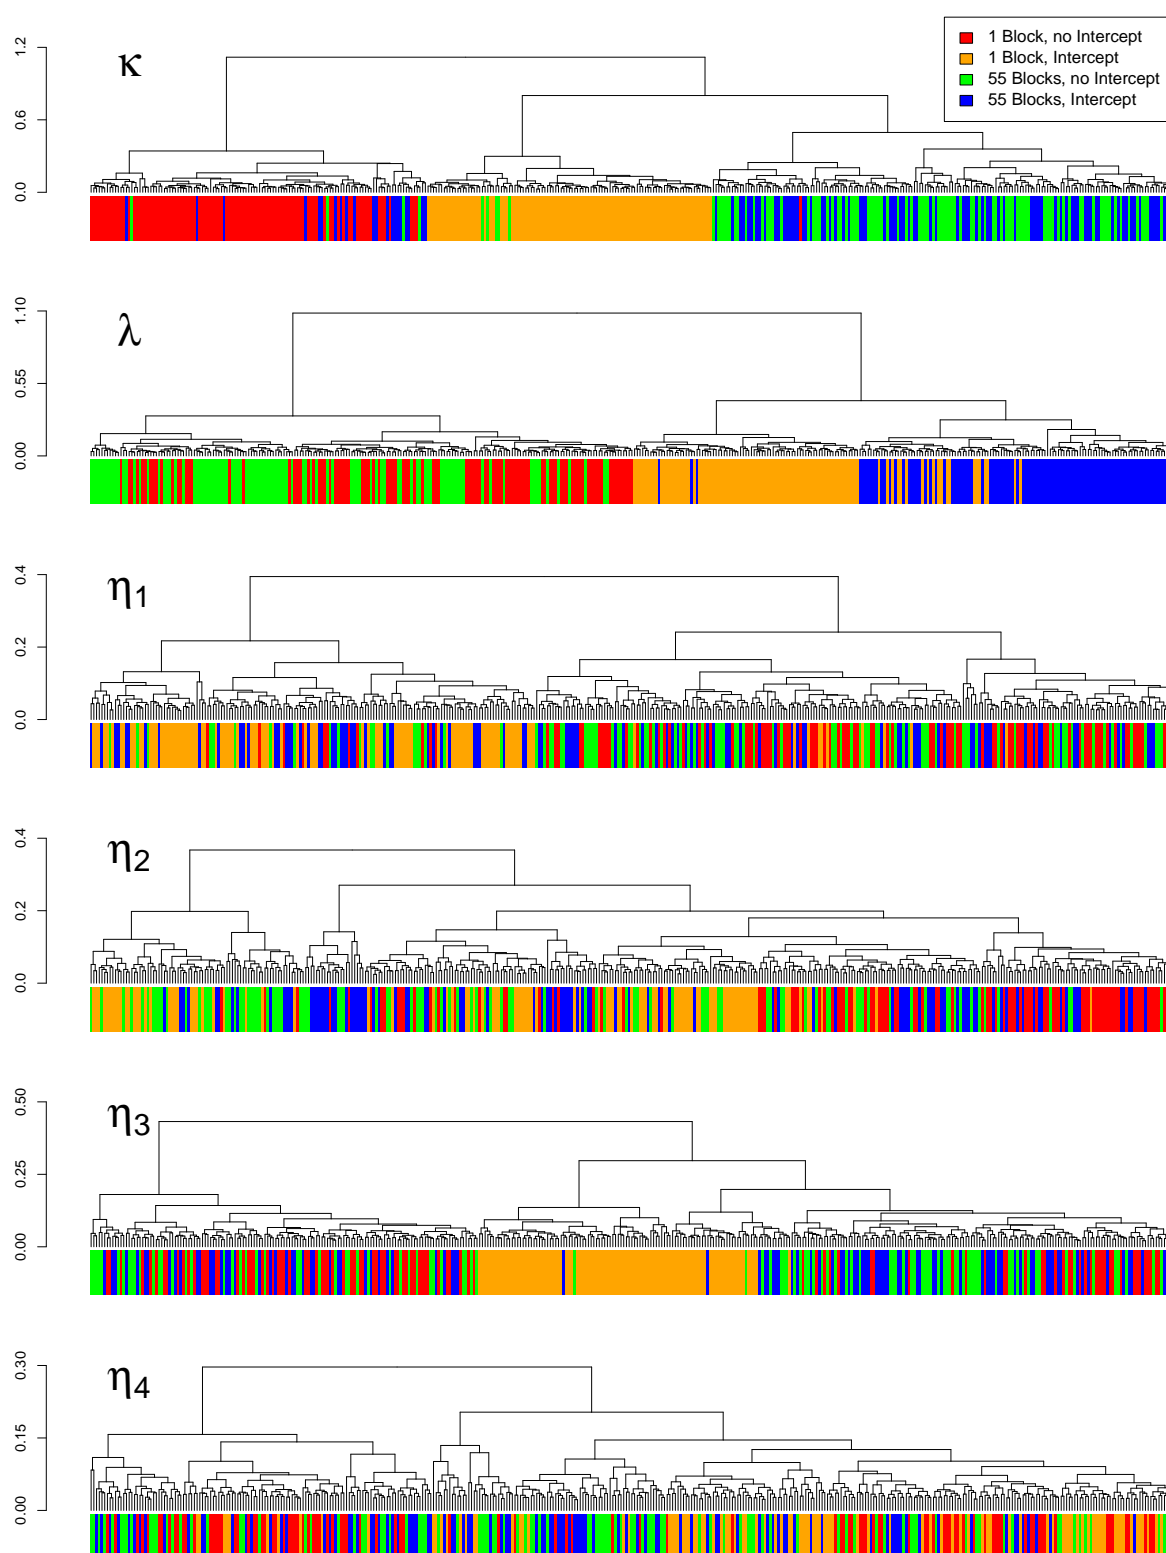 κ
1 Block, no Intercept
1 Block, Intercept
55 Blocks, no Intercept
55 Blocks, Intercept
1.2
0.6
0.0
λ
1.10
0.55
0.00
η1
0.4
0.2
0.0
η2
0.4
0.2
0.0
η3
0.50
0.25
0.00
η4
0.30
0.15
0.00